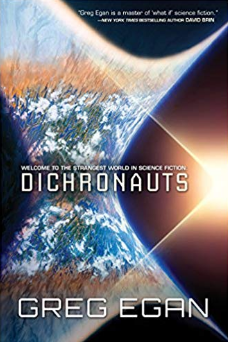 "Greg Egan is a master of 'what if' science fiction."
—NEW YORK TIMES BESTSELLING AUTHOR DAVID BRIN
WELCOME TO THE STRANGEST WORLD IN SCIENCE FICTION
DICHRONAUTS
GREG EGAN